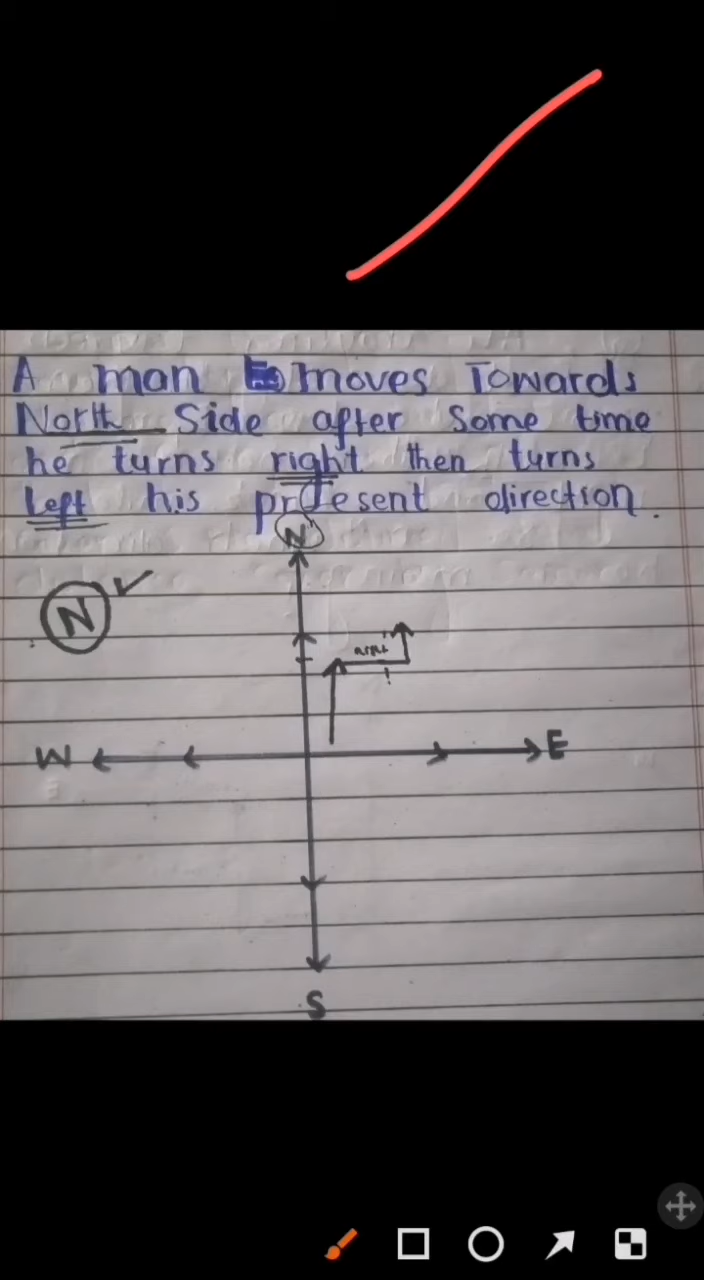 A man moves Towards
North Side after Some time
he turns right then turns
Left his present direction.
N
N
W
E
S